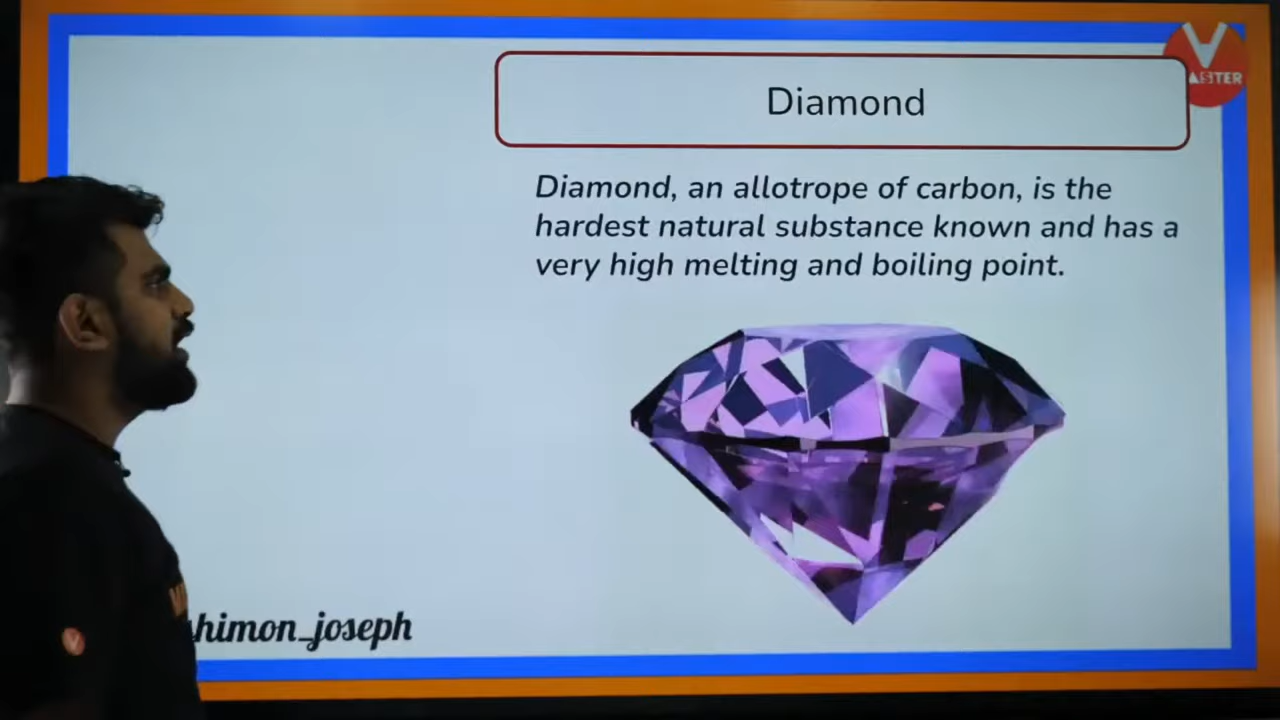 Diamond
Diamond, an allotrope of carbon, is the
hardest natural substance known and has a
very high melting and boiling point.
himon_joseph